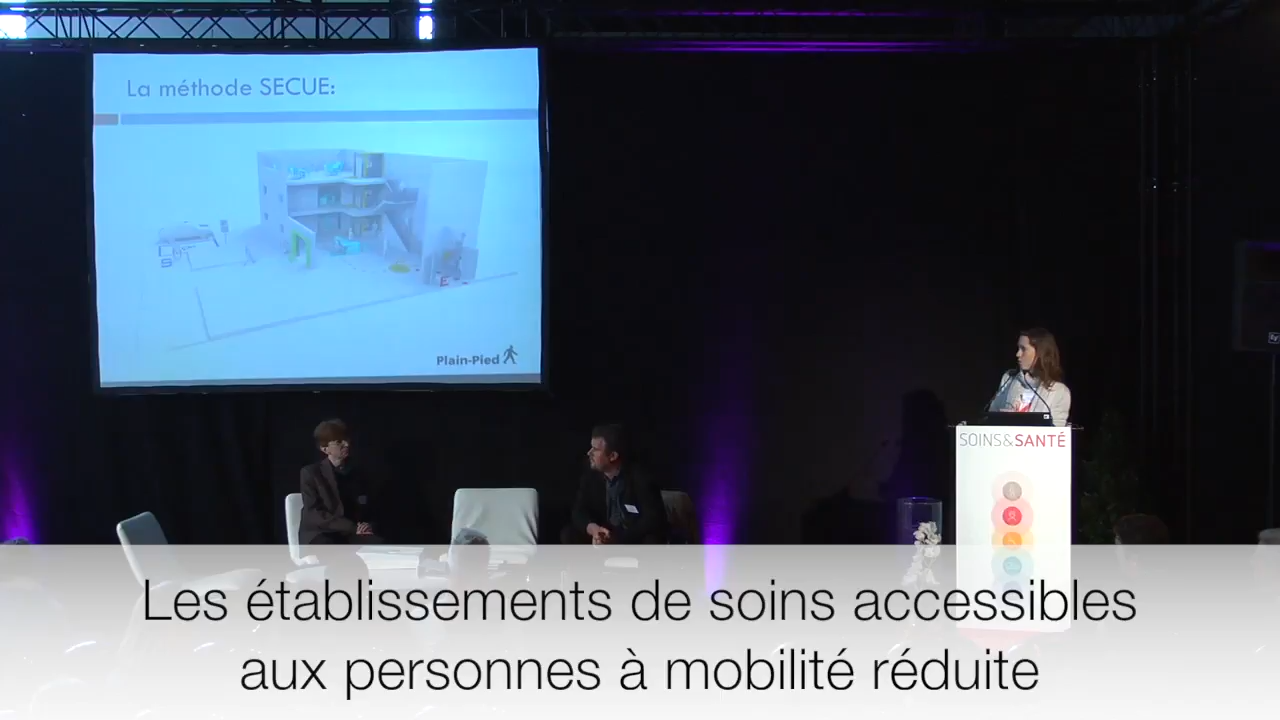 La méthode SECUE:
Plain-Pied
SOINS&SANTÉ
Les établissements de soins accessibles
aux personnes à mobilité réduite